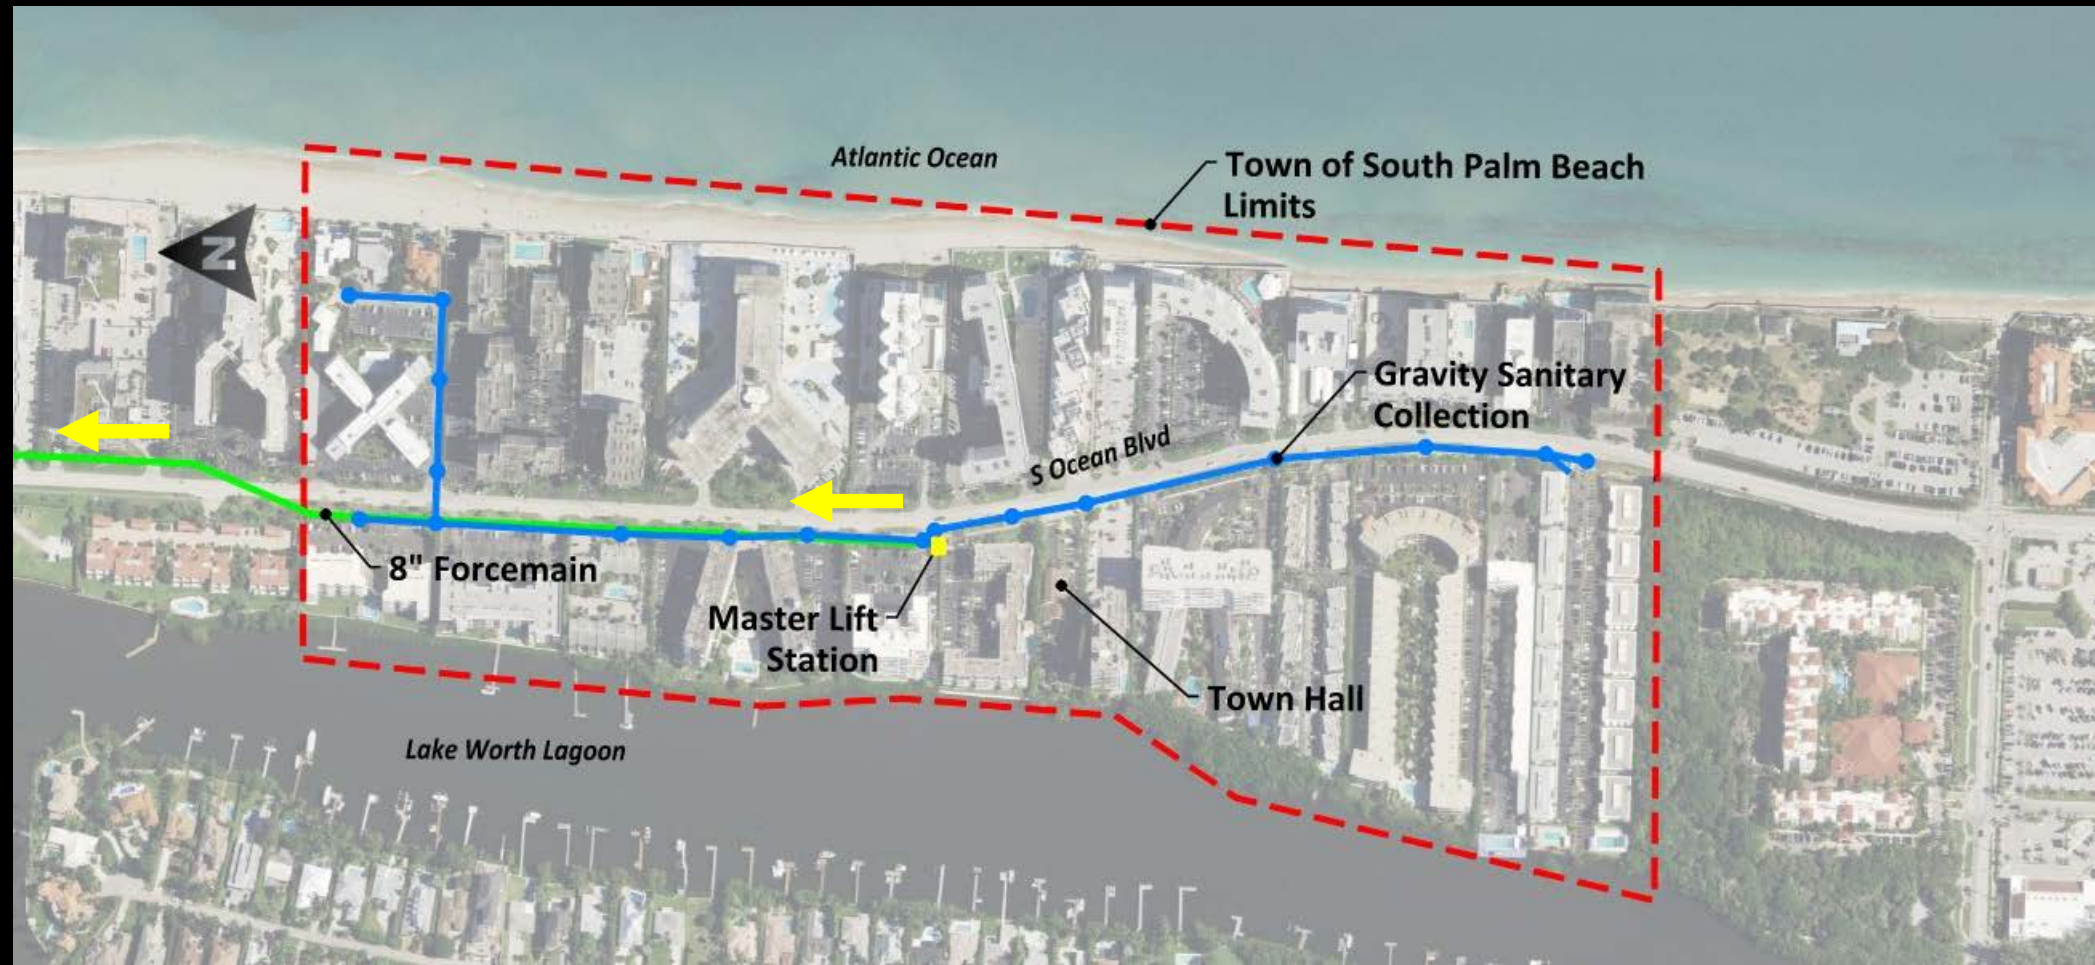 Atlantic Ocean
Town of South Palm Beach
Limits
N
Gravity Sanitary
Collection
S Ocean Blvd
8" Forcemain
Master Lift
Station
Town Hall
Lake Worth Lagoon